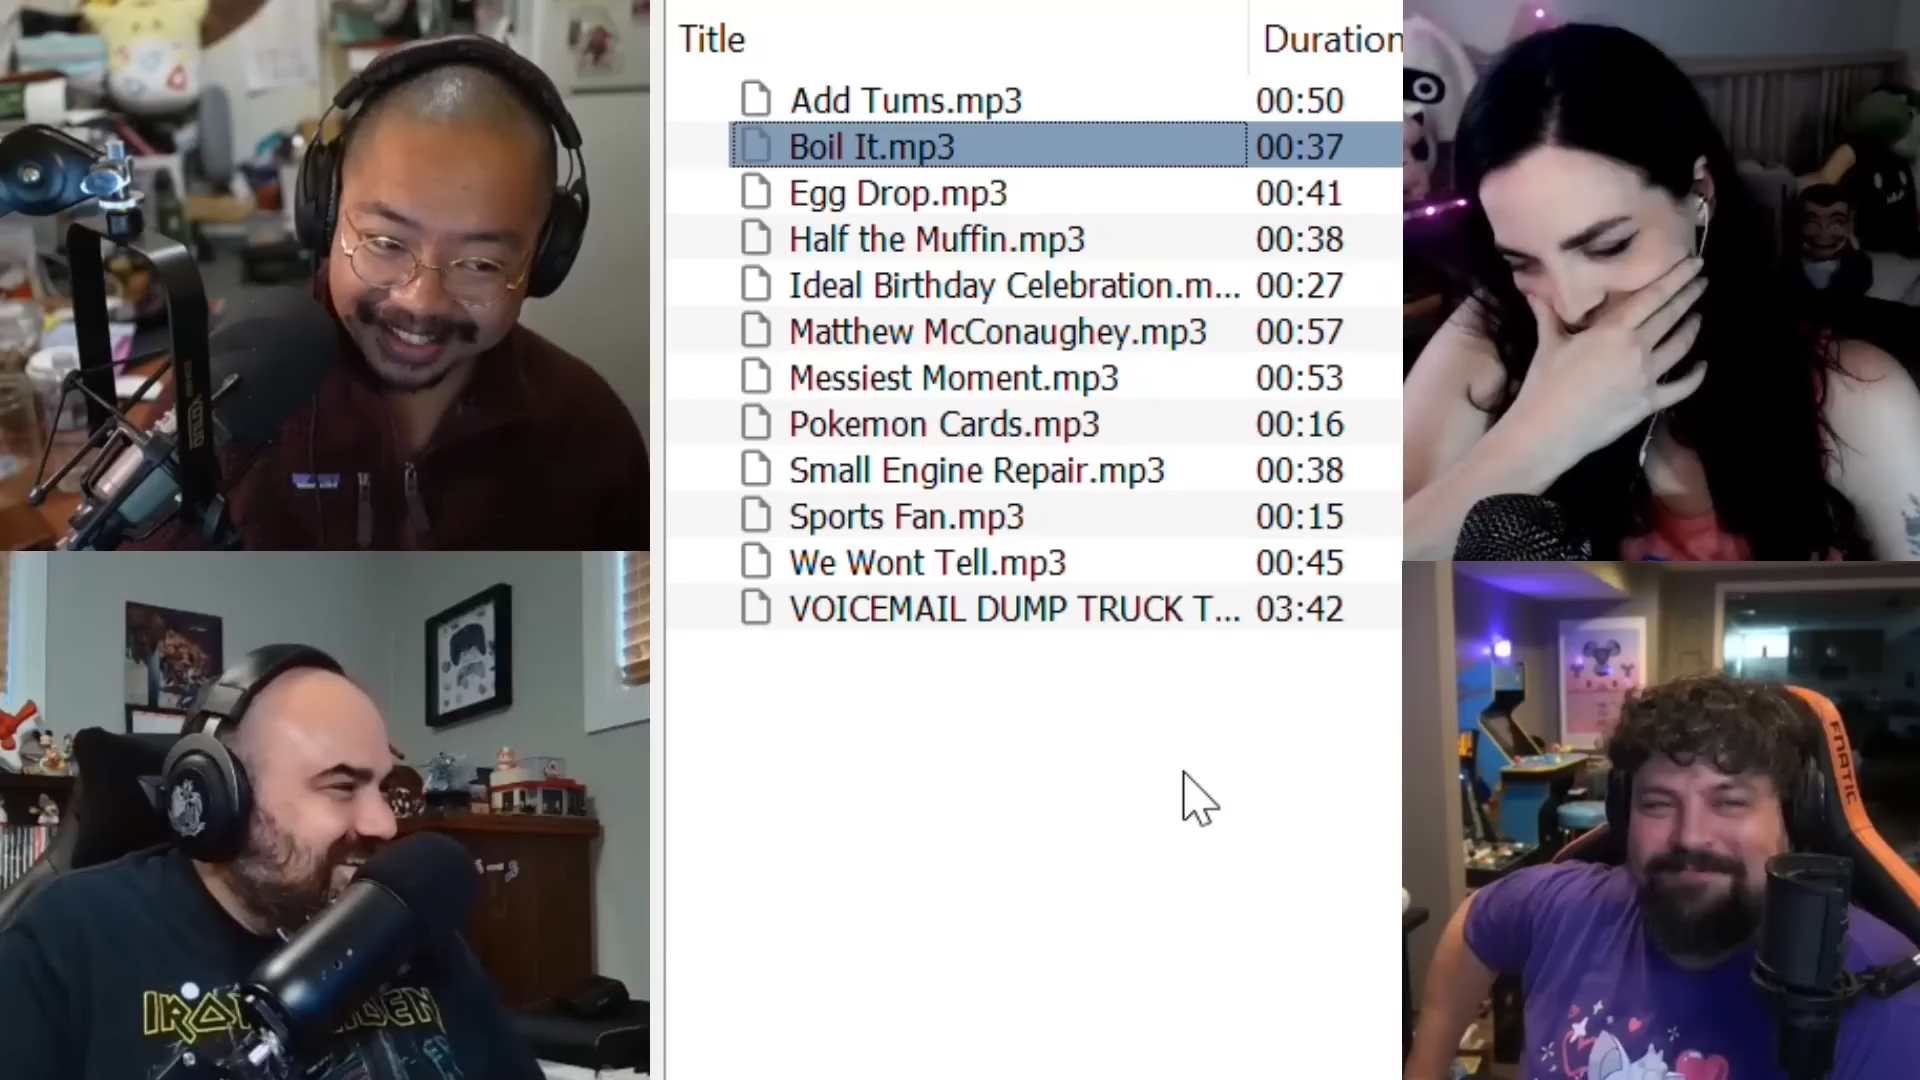 Title Duration
Add Tums.mp3 00:50
Boil It.mp3 00:37
Egg Drop.mp3 00:41
Half the Muffin.mp3 00:38
Ideal Birthday Celebration.m... 00:27
Matthew McConaughey.mp3 00:57
Messiest Moment.mp3 00:53
Pokemon Cards.mp3 00:16
Small Engine Repair.mp3 00:38
Sports Fan.mp3 00:15
We Wont Tell.mp3 00:45
VOICEMAIL DUMP TRUCK T... 03:42
FNATIC